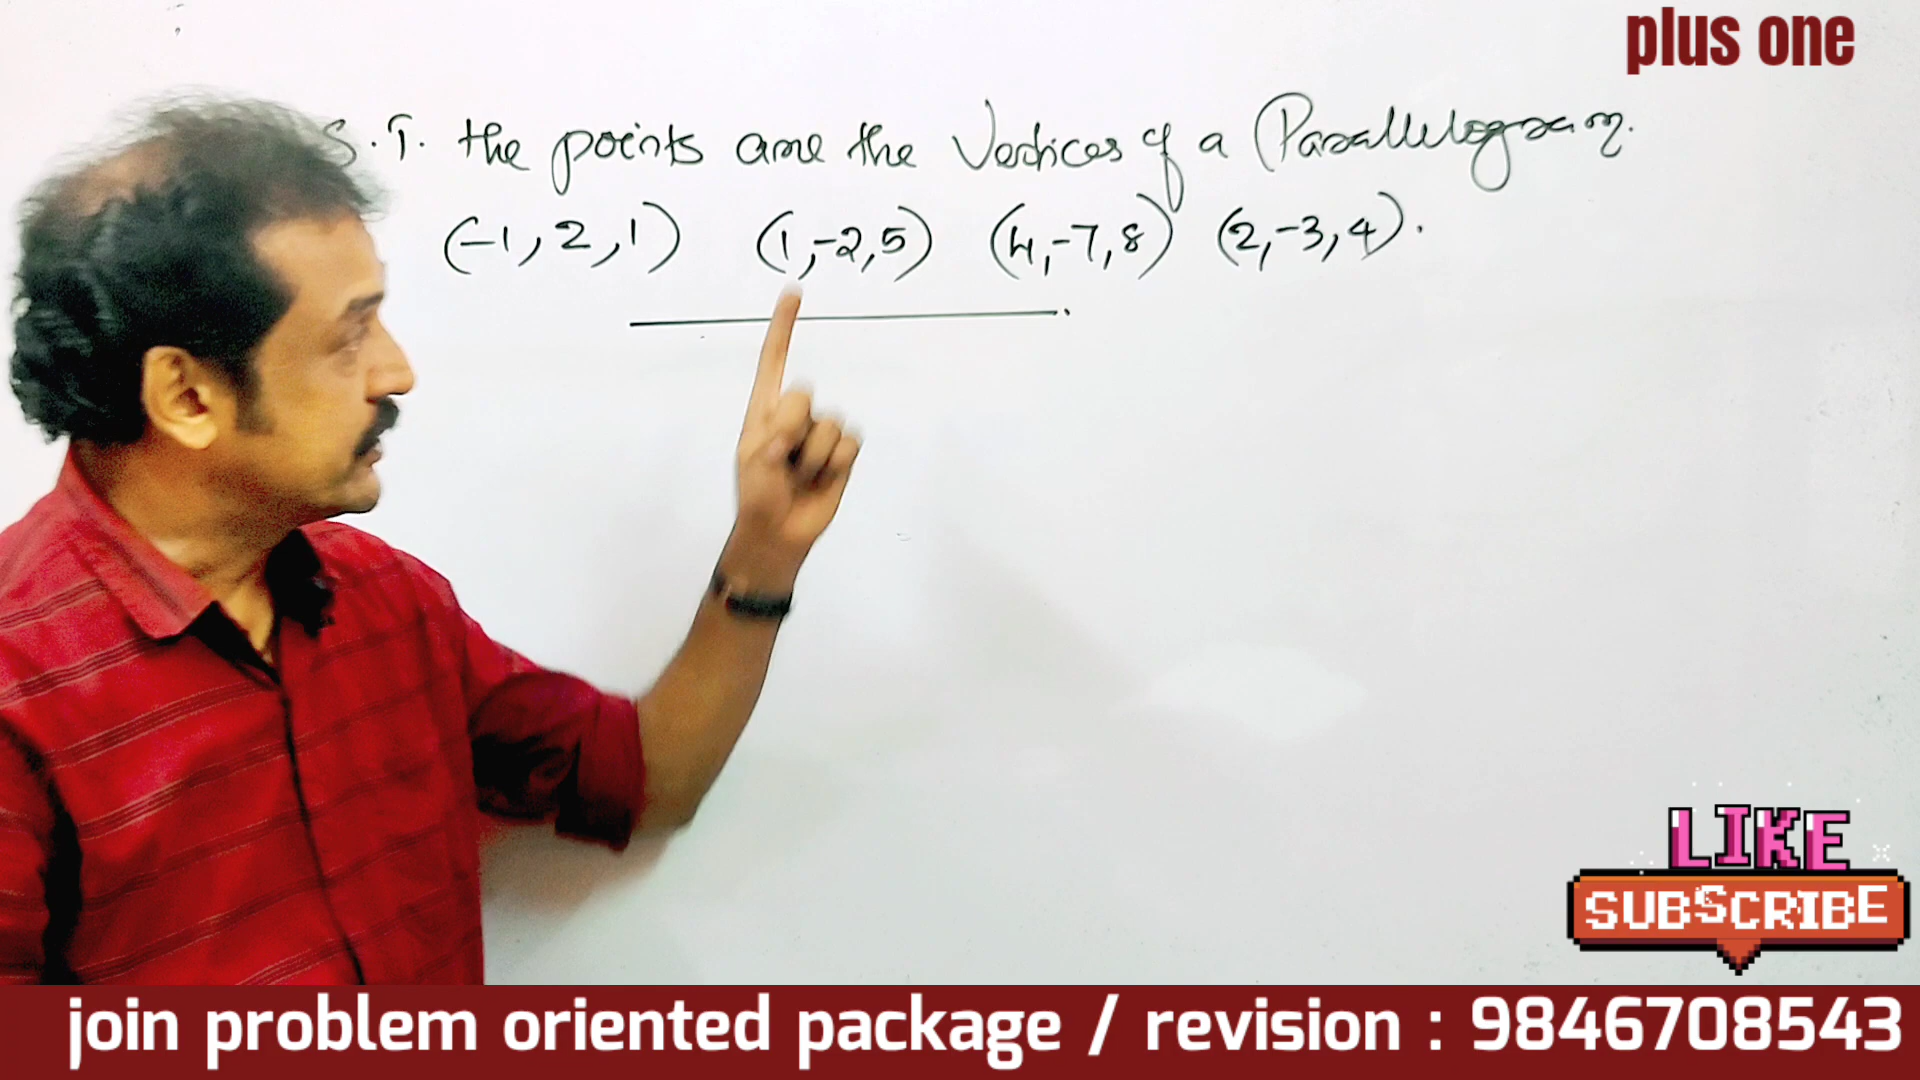 plus one
S.T. the points are the Vertices of a Parallelogram.
(-1, 2, 1) (1, -2, 5) (4, -7, 8) (2, -3, 4).
LIKE
SUBSCRIBE
join problem oriented package / revision : 9846708543